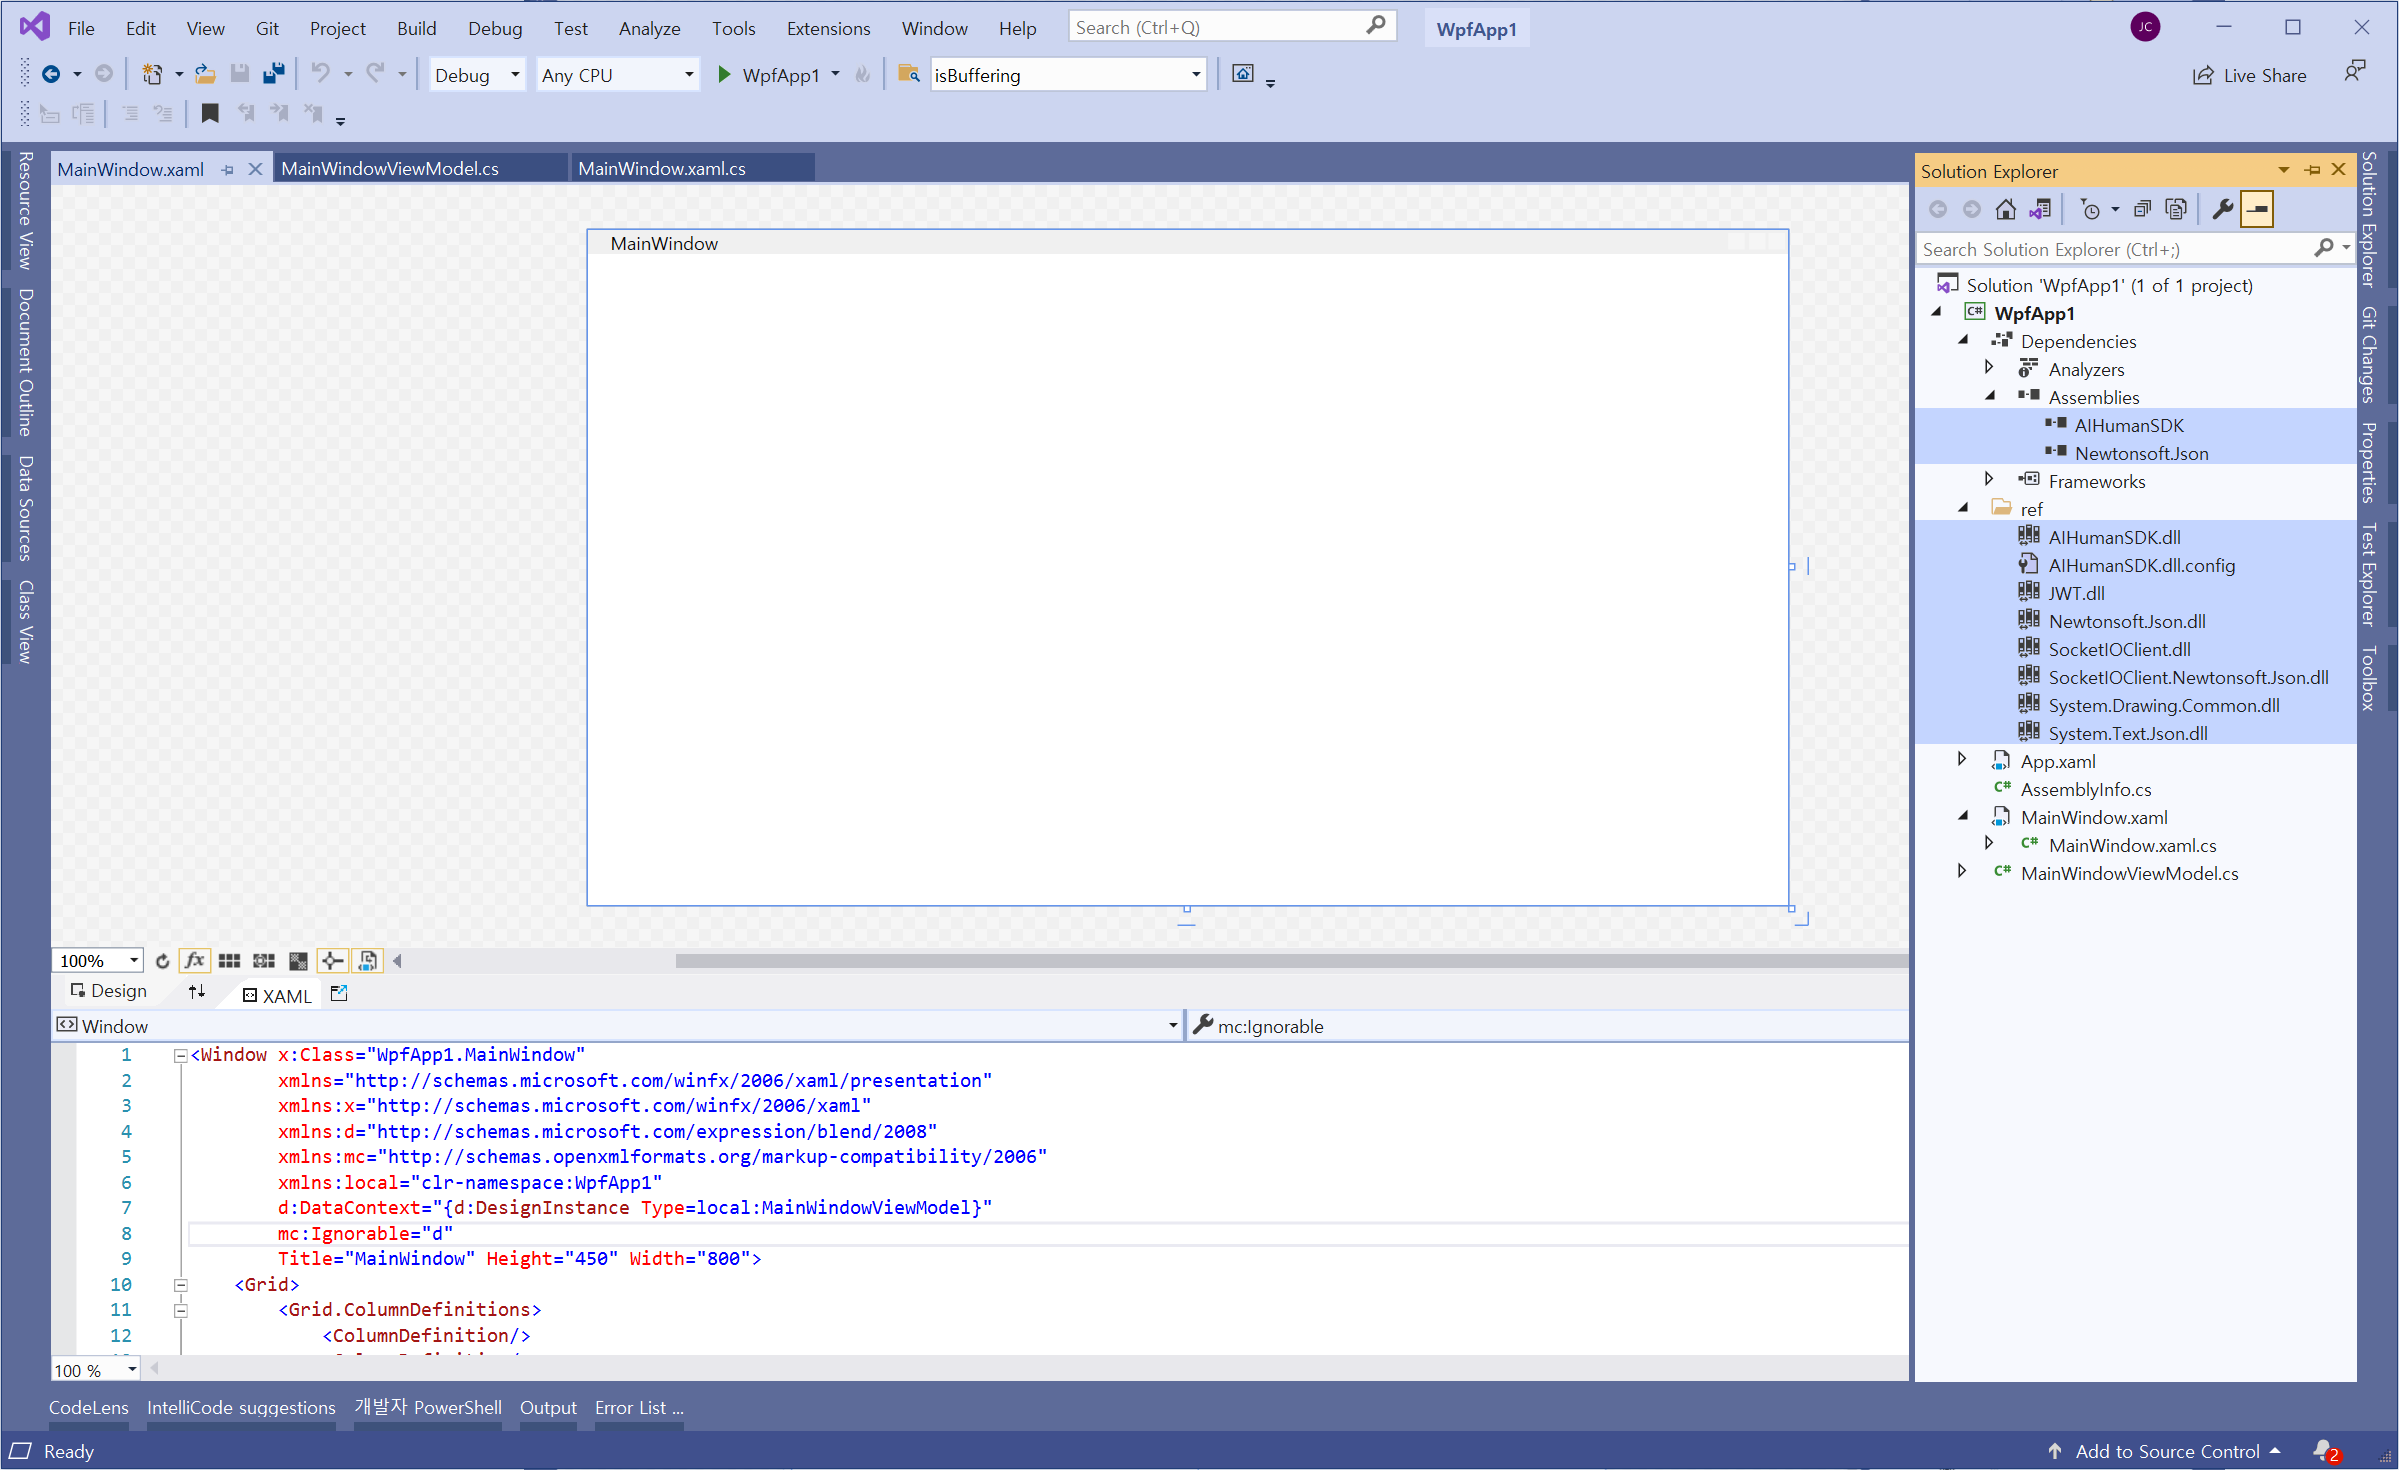 File Edit View Git Project Build Debug Test Analyze Tools Extensions Window Help Search (Ctrl+Q) WpfApp1 JC
Debug Any CPU WpfApp1 isBuffering Live Share
Resource View
Document Outline
Data Sources
Class View
MainWindow.xaml MainWindowViewModel.cs MainWindow.xaml.cs
MainWindow
100%
Design XAML
Window mc:Ignorable
1 <Window x:Class="WpfApp1.MainWindow"
2 xmlns="http://schemas.microsoft.com/winfx/2006/xaml/presentation"
3 xmlns:x="http://schemas.microsoft.com/winfx/2006/xaml"
4 xmlns:d="http://schemas.microsoft.com/expression/blend/2008"
5 xmlns:mc="http://schemas.openxmlformats.org/markup-compatibility/2006"
6 xmlns:local="clr-namespace:WpfApp1"
7 d:DataContext="{d:DesignInstance Type=local:MainWindowViewModel}"
8 mc:Ignorable="d"
9 Title="MainWindow" Height="450" Width="800">
10 <Grid>
11 <Grid.ColumnDefinitions>
12 <ColumnDefinition/>
100 %
Solution Explorer
Search Solution Explorer (Ctrl+;)
Solution 'WpfApp1' (1 of 1 project)
C# WpfApp1
Dependencies
Analyzers
Assemblies
AIHumanSDK
Newtonsoft.Json
Frameworks
ref
AIHumanSDK.dll
AIHumanSDK.dll.config
JWT.dll
Newtonsoft.Json.dll
SocketIOClient.dll
SocketIOClient.Newtonsoft.Json.dll
System.Drawing.Common.dll
System.Text.Json.dll
App.xaml
C# AssemblyInfo.cs
MainWindow.xaml
C# MainWindow.xaml.cs
C# MainWindowViewModel.cs
Solution Explorer
Git Changes
Properties
Test Explorer
Toolbox
CodeLens IntelliCode suggestions 개발자 PowerShell Output Error List ...
Ready Add to Source Control 2